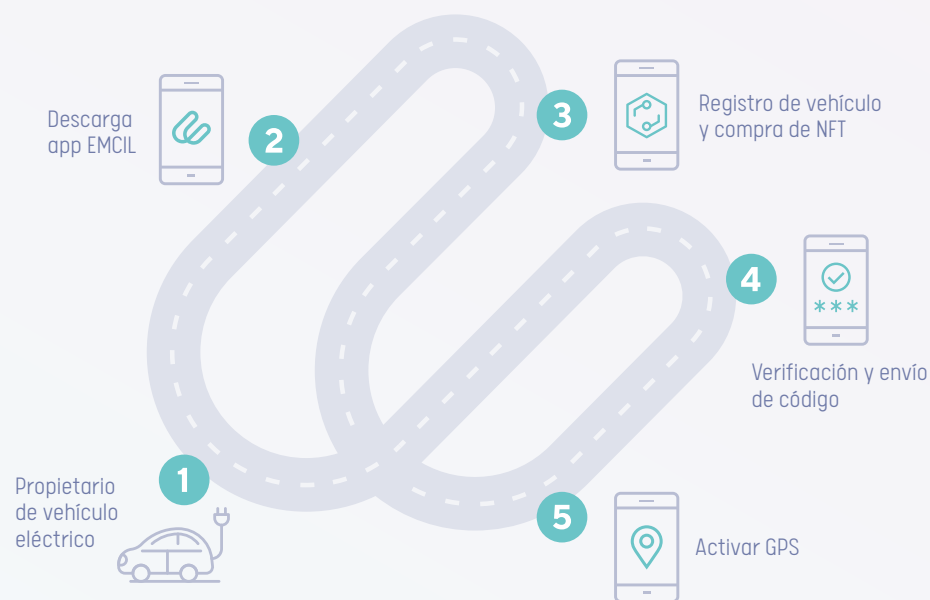 1
Propietario
de vehículo
eléctrico
2
Descarga
app EMCIL
3
Registro de vehículo
y compra de NFT
4
***
Verificación y envío
de código
5
Activar GPS